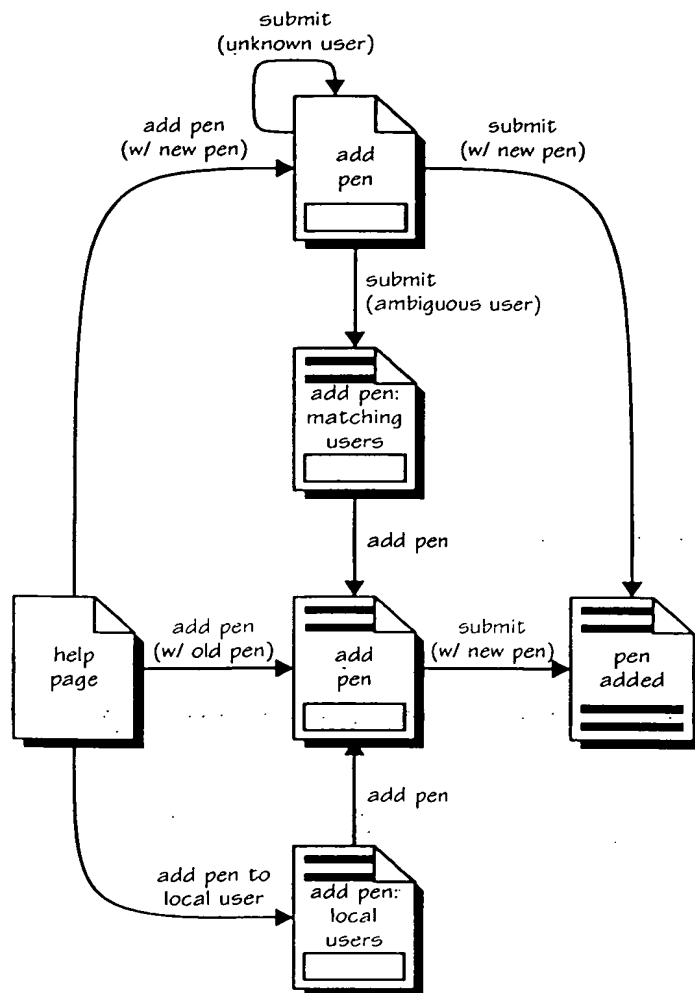 submit
(unknown user)
add pen
(w/ new pen)
add
pen
submit
(w/ new pen)
submit
(ambiguous user)
add pen:
matching
users
add pen
help
page
add pen
(w/ old pen)
add
pen
submit
(w/ new pen)
pen
added
add pen
add pen to
local user
add pen:
local
users